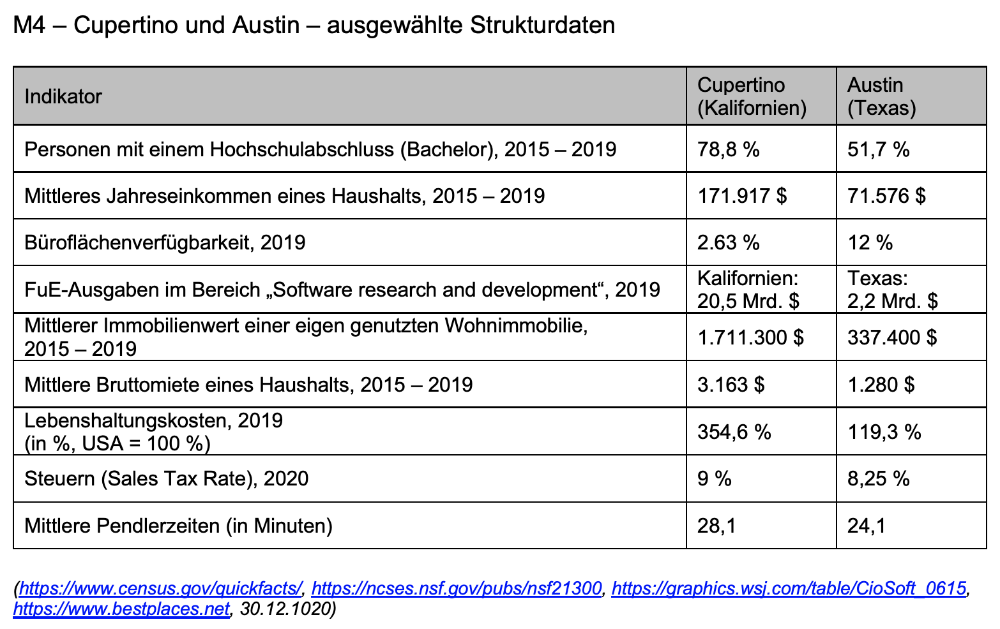 M4 – Cupertino und Austin – ausgewählte Strukturdaten
Indikator
Cupertino
(Kalifornien)
Austin
(Texas)
Personen mit einem Hochschulabschluss (Bachelor), 2015 – 2019
78,8 %
51,7 %
Mittleres Jahreseinkommen eines Haushalts, 2015 – 2019
171.917 $
71.576 $
Büroflächenverfügbarkeit, 2019
2.63 %
12 %
FuE-Ausgaben im Bereich „Software research and development“, 2019
Kalifornien:
20,5 Mrd. $
Texas:
2,2 Mrd. $
Mittlerer Immobilienwert einer eigen genutzten Wohnimmobilie,
2015 – 2019
1.711.300 $
337.400 $
Mittlere Bruttomiete eines Haushalts, 2015 – 2019
3.163 $
1.280 $
Lebenshaltungskosten, 2019
(in %, USA = 100 %)
354,6 %
119,3 %
Steuern (Sales Tax Rate), 2020
9 %
8,25 %
Mittlere Pendlerzeiten (in Minuten)
28,1
24,1
(https://www.census.gov/quickfacts/, https://ncses.nsf.gov/pubs/nsf21300, https://graphics.wsj.com/table/CioSoft_0615,
https://www.bestplaces.net, 30.12.1020)